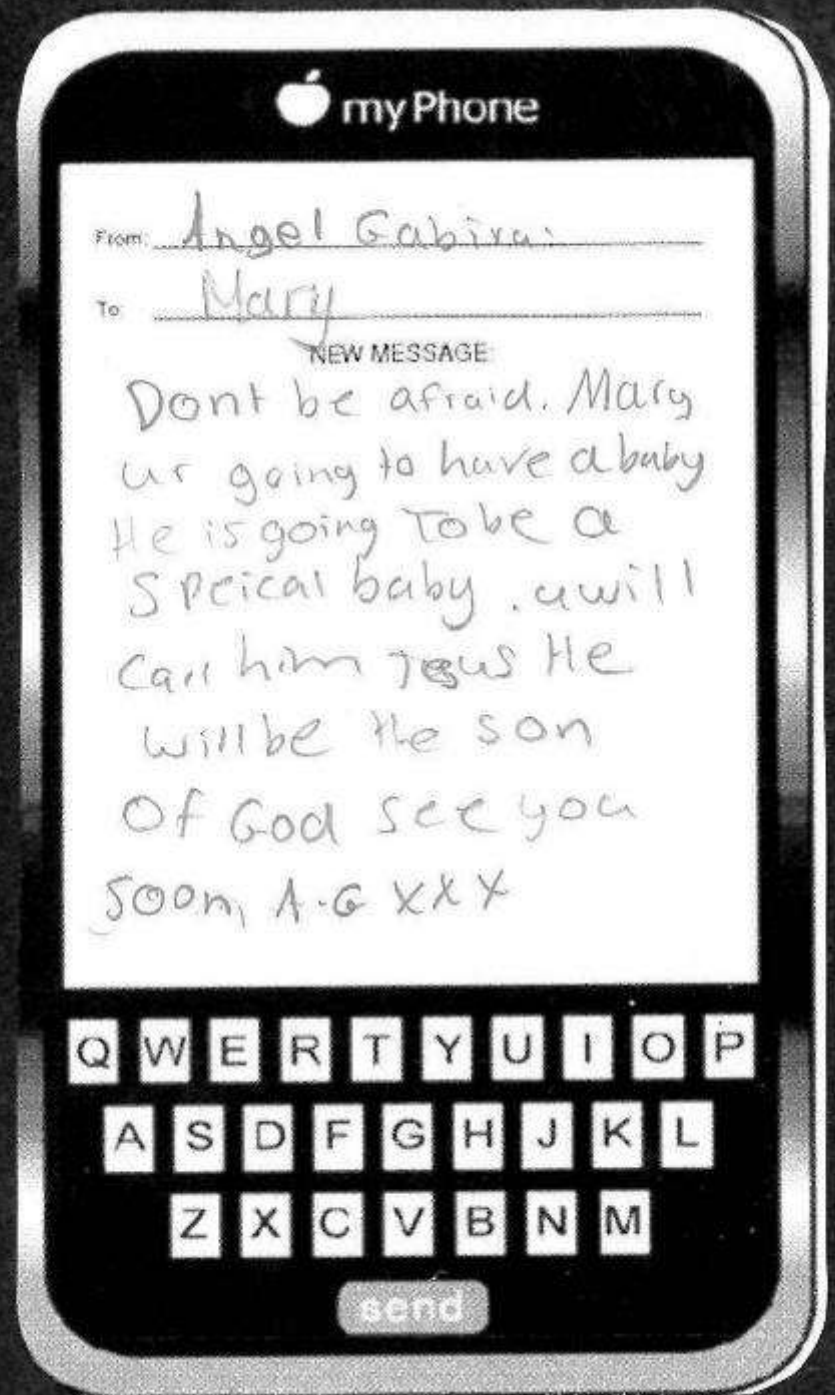 myPhone
From: Angel
To: Mary
NEW MESSAGE:
Dont be afraid. Mary
ur going to have a baby
He is going To be a
Speical baby. u will
Call him Jesus He
will be the son
Of God see you
soon, A.G XXX
Q W E R T Y U I O P
A S D F G H J K L
Z X C V B N M
send